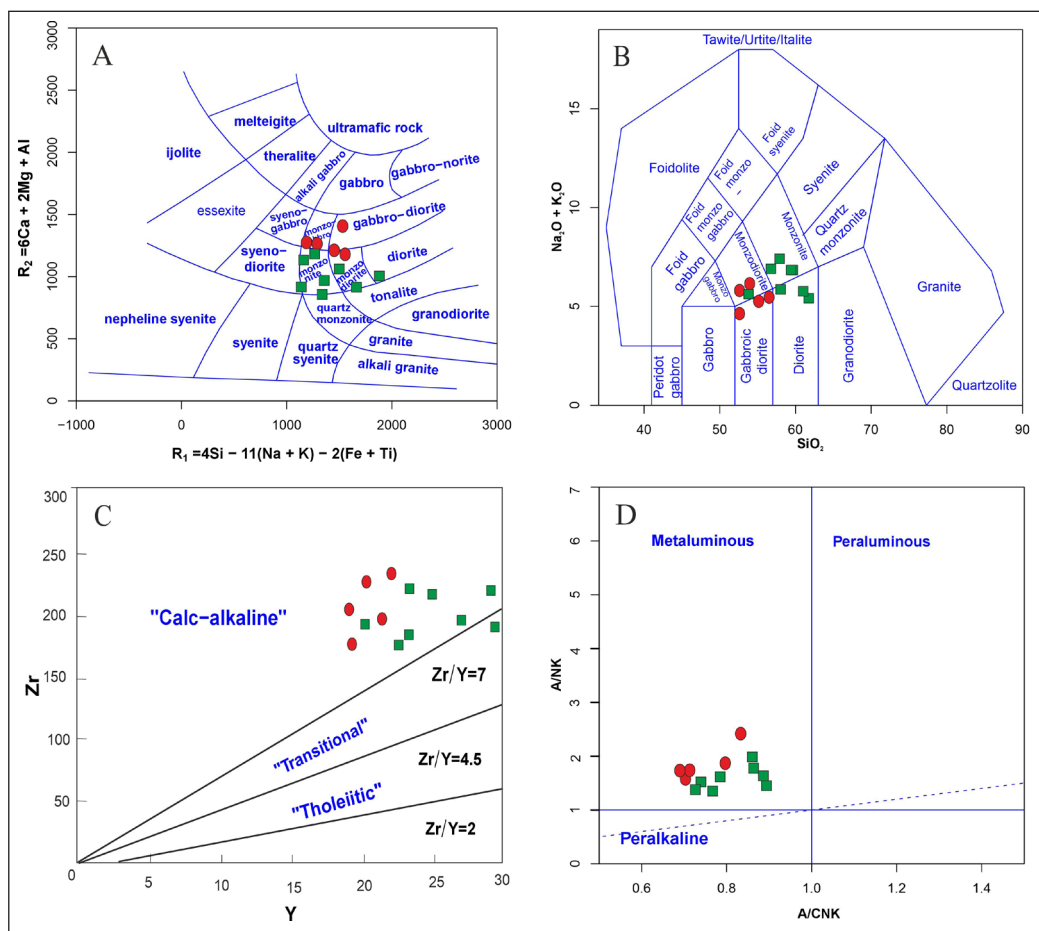 A
3000
2500
2000
1500
1000
500
0
R₂ =6Ca + 2Mg + Al
melteigite
ultramafic rock
ijolite
theralite
alkali gabbro
gabbro
gabbro-norite
essexite
syeno-
gabbro
monzo-
gabbro-diorite
syeno-
diorite
monzo
nite
monzo
diorite
diorite
tonalite
nepheline syenite
quartz
monzonite
granodiorite
syenite
quartz
syenite
granite
alkali granite
−1000
0
1000
2000
3000
R₁ =4Si − 11(Na + K) − 2(Fe + Ti)
B
15
10
5
0
Na₂O + K₂O
Tawite/Urtite/Italite
Foidolite
Foid
syenite
Foid
monzo
-
Foid
monzo
gabbro
Foid
gabbro
Syenite
Monzonite
Quartz
monzonite
Monzodiorite
Monzo
gabbro
Granite
Peridot
gabbro
Gabbro
Gabbroic
diorite
Diorite
Granodiorite
Quartzolite
40
50
60
70
80
90
SiO₂
C
300
250
200
150
100
50
Zr
"Calc−alkaline"
Zr/Y=7
"Transitional"
Zr/Y=4.5
"Tholeiitic"
Zr/Y=2
0
5
10
15
20
25
30
Y
D
7
6
5
4
3
2
1
0
A/NK
Metaluminous
Peraluminous
Peralkaline
0.6
0.8
1.0
1.2
1.4
A/CNK